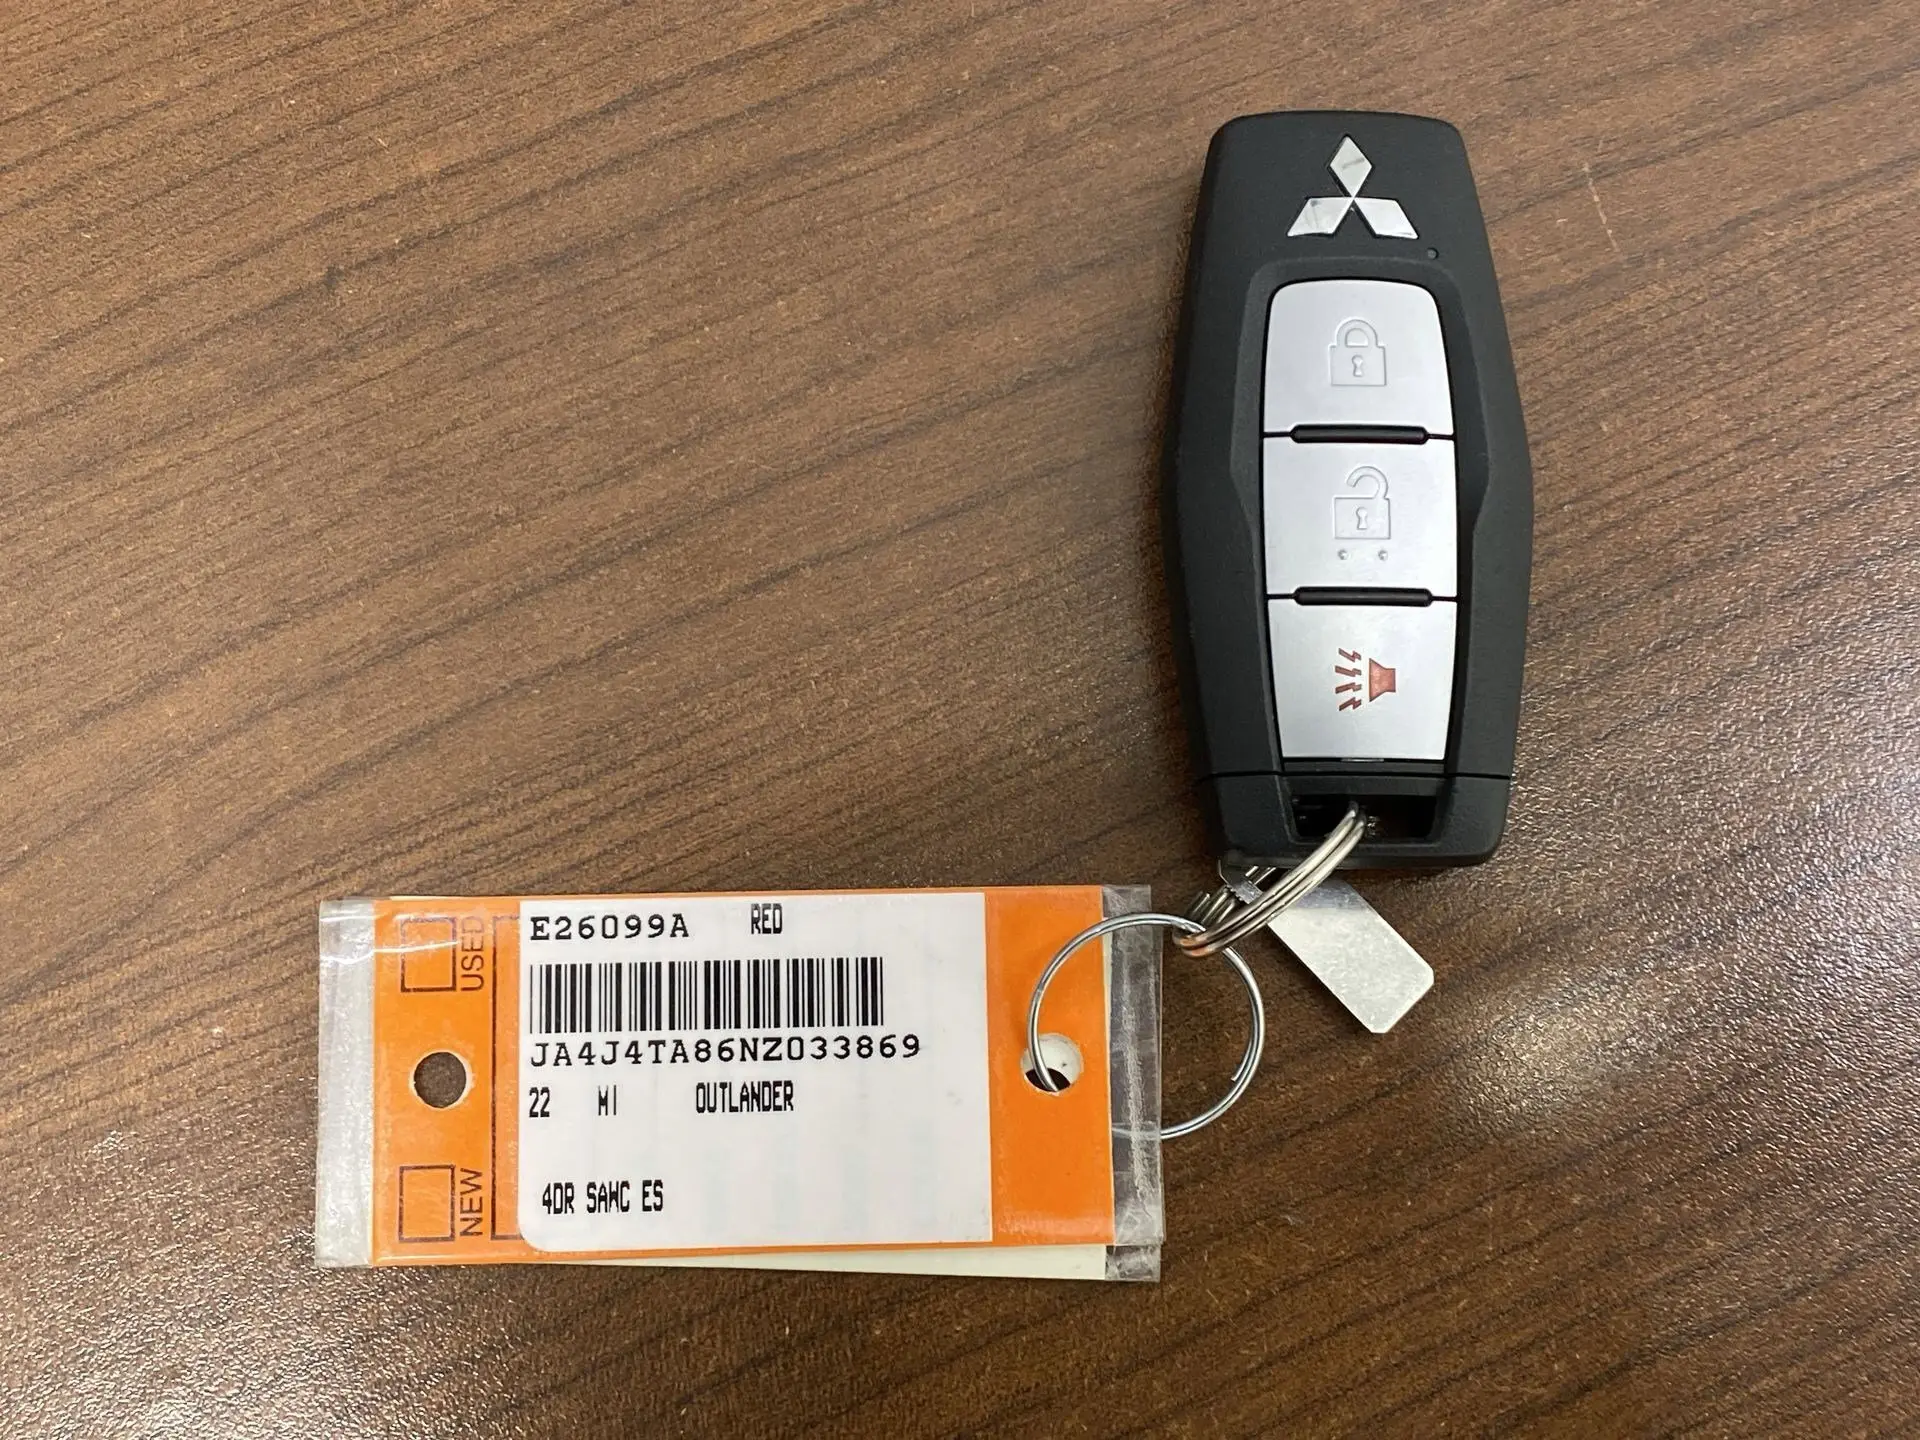 E26099A RED
JA4J4TA86NZ033869
22 MI OUTLANDER
4DR SAWC ES
USED
NEW